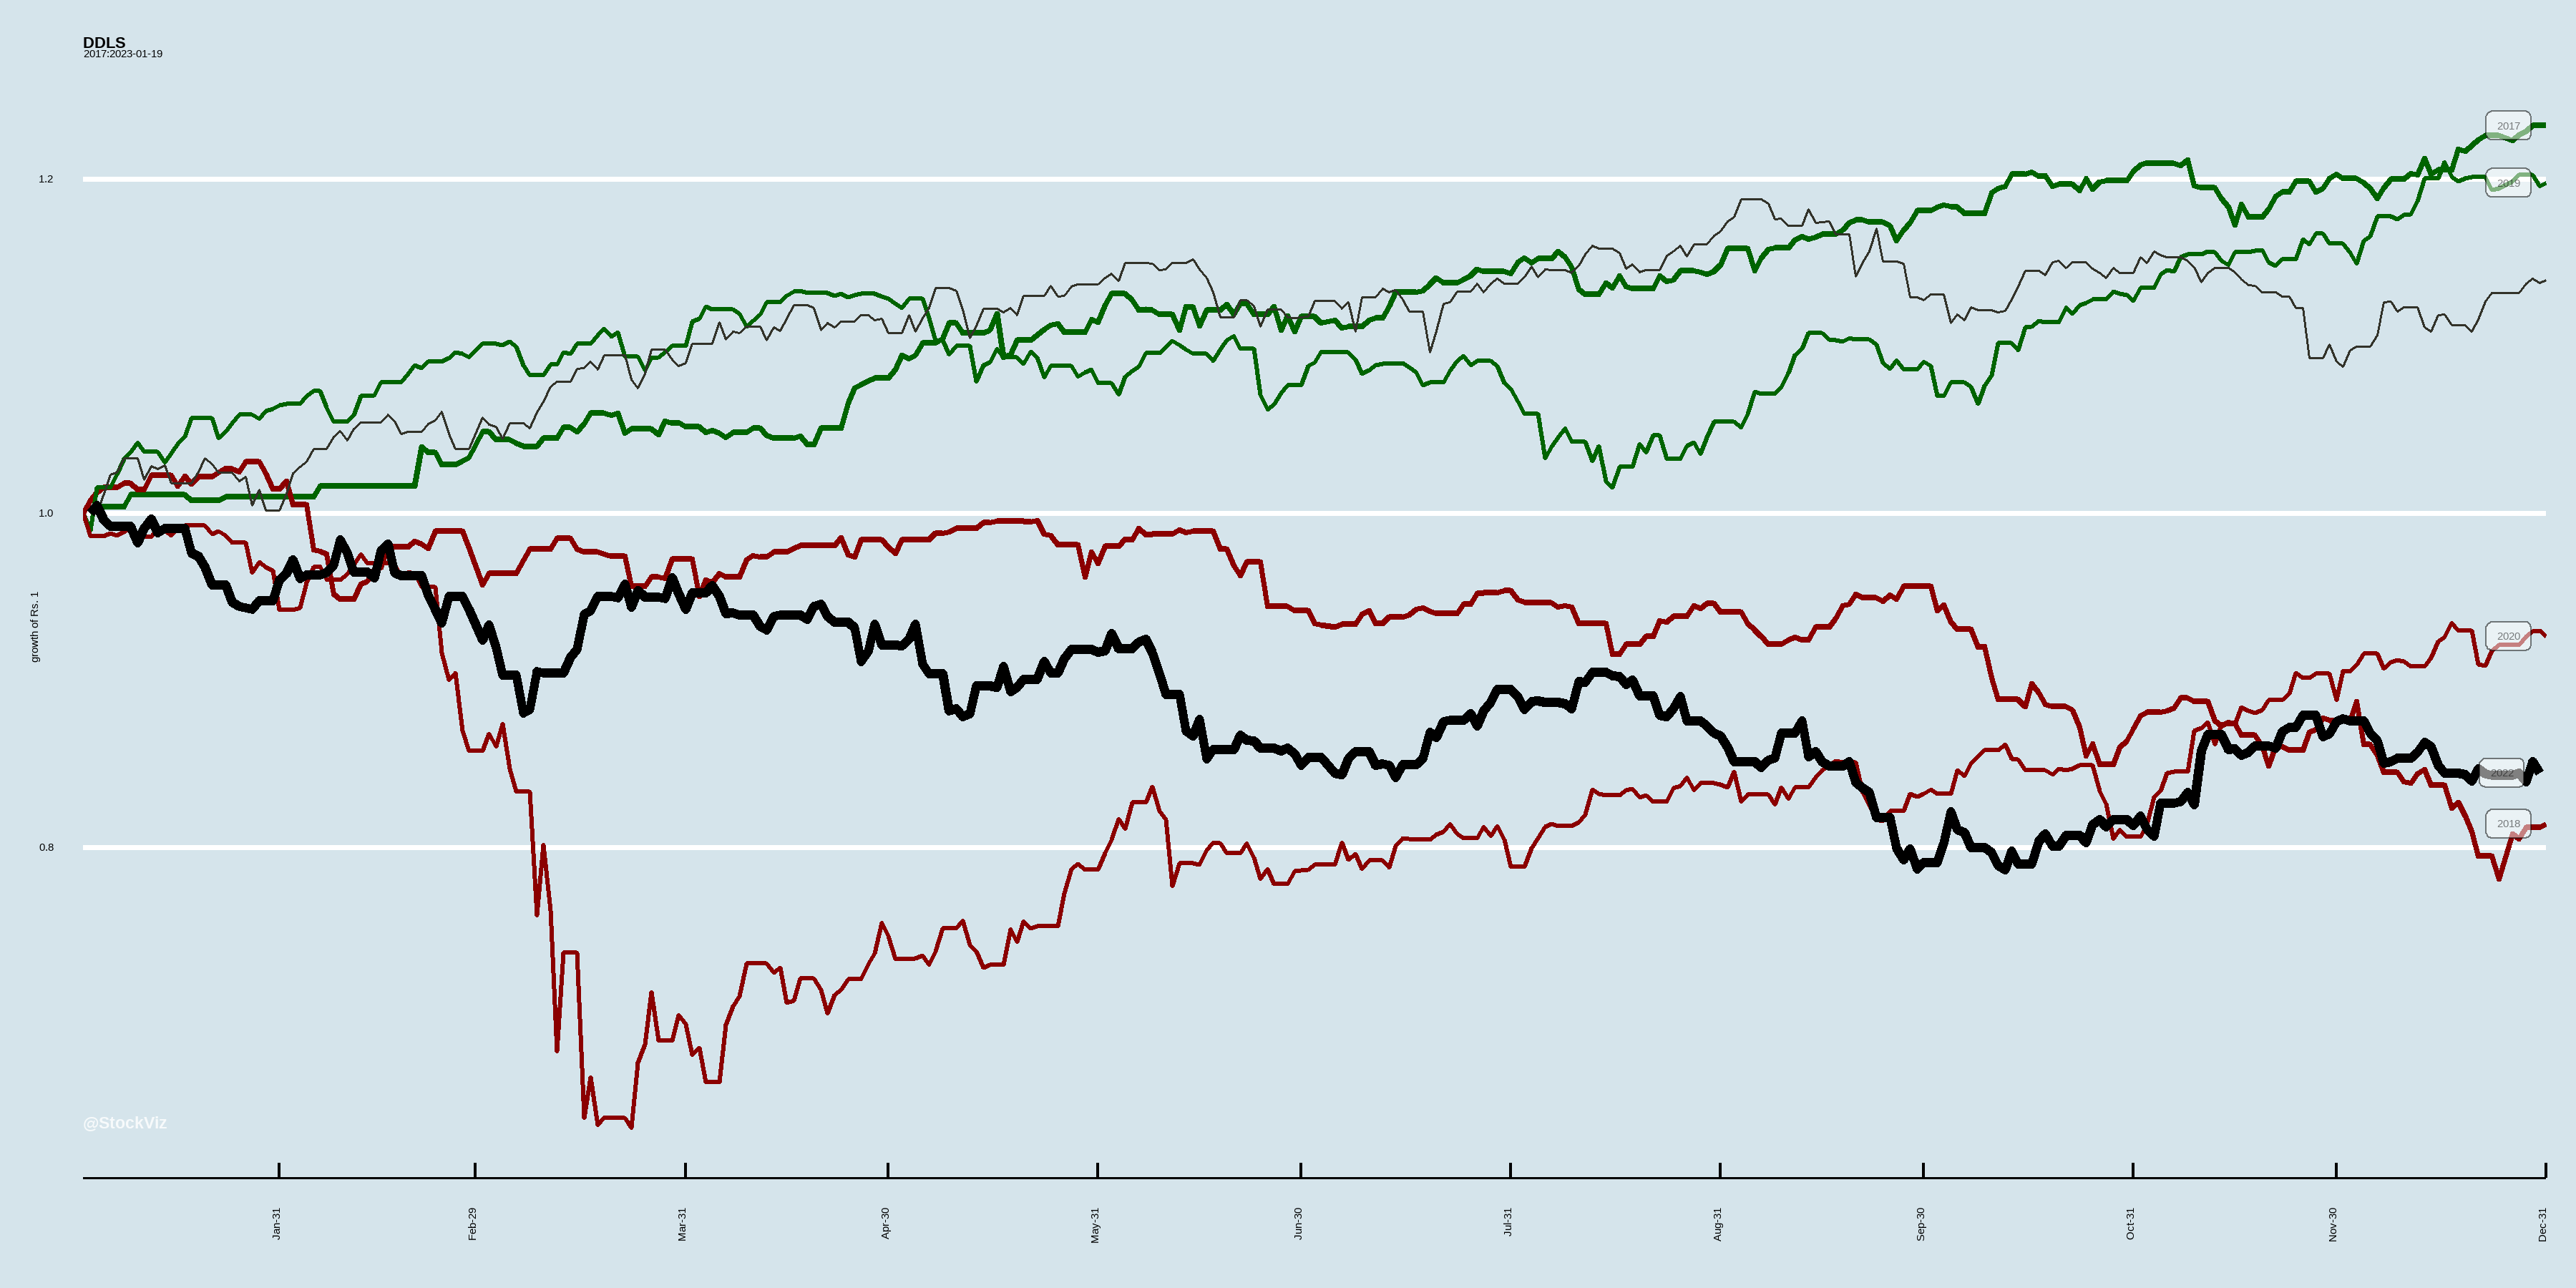 DDLS
2017:2023-01-19
2017
1.2
2019
1.0
growth of Rs. 1
2020
2022
2018
0.8
@StockViz
Jan-31
Feb-29
Mar-31
Apr-30
May-31
Jun-30
Jul-31
Aug-31
Sep-30
Oct-31
Nov-30
Dec-31